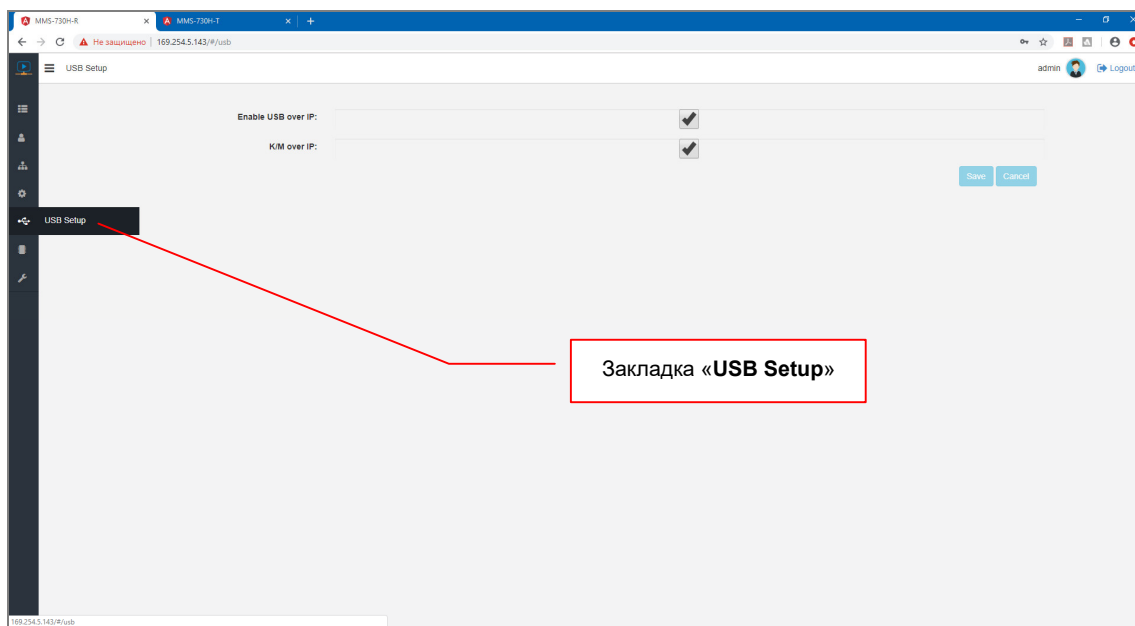 MMS-730H-R × MMS-730H-T × +
Не защищено | 169.254.5.143/#/usb
USB Setup admin Logout
Enable USB over IP:
K/M over IP:
Save Cancel
USB Setup
Закладка «USB Setup»
169.254.5.143/#/usb